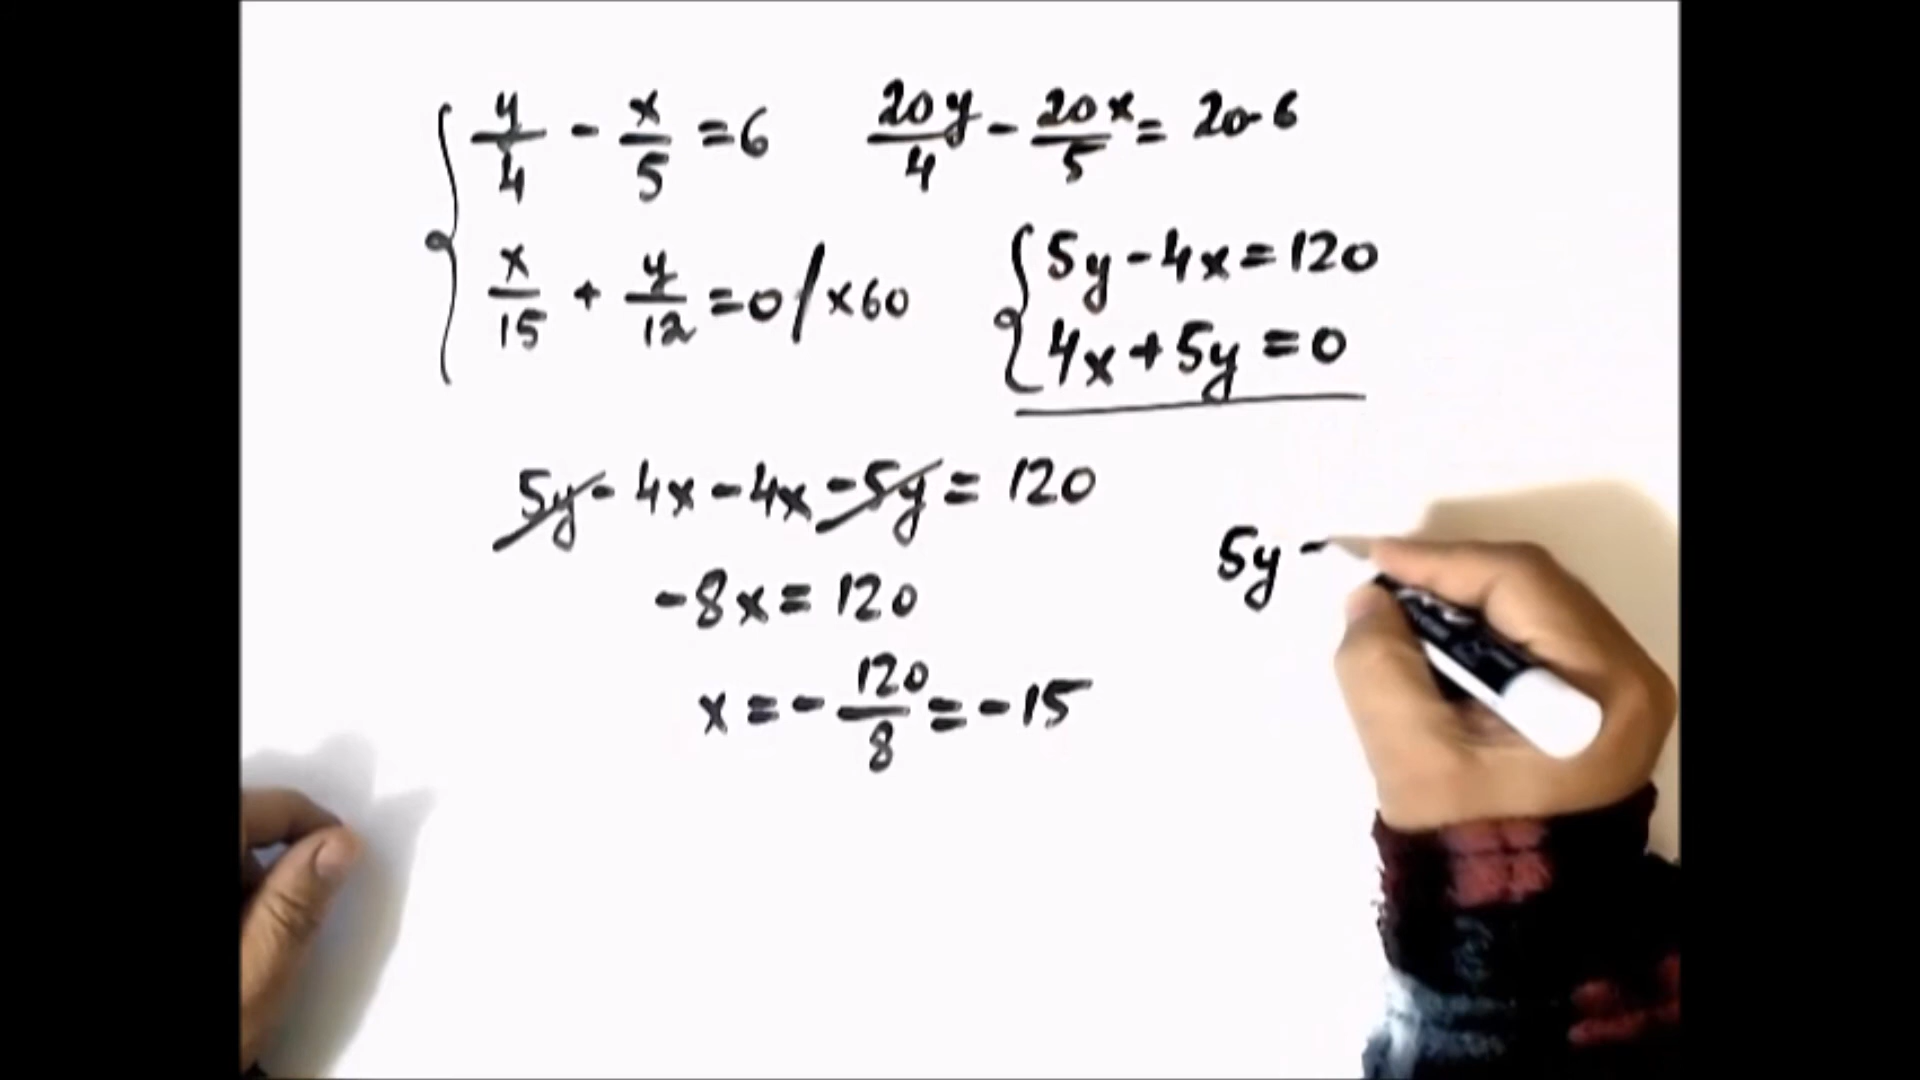 y/4 - x/5 = 6
20y/4 - 20x/5 = 20·6
x/15 + y/12 = 0 / ×60
5y - 4x = 120
4x + 5y = 0
5y - 4x - 4x - 5y = 120
5y -
-8x = 120
x = - 120/8 = -15